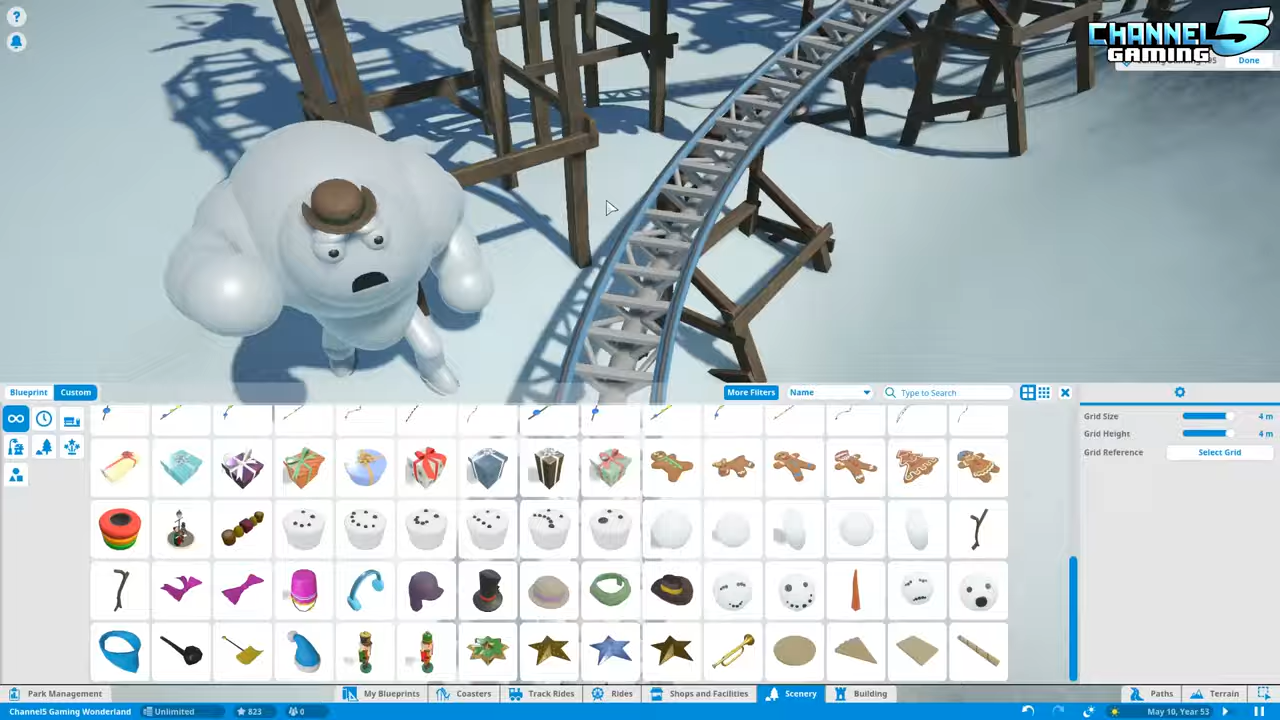 CHANNEL 5
GAMING
Done
Blueprint
Custom
More Filters
Name
Type to Search
Grid Size
4 m
Grid Height
4 m
Grid Reference
Select Grid
Park Management
My Blueprints
Coasters
Track Rides
Rides
Shops and Facilities
Scenery
Building
Paths
Terrain
Channel5 Gaming Wonderland
Unlimited
823
0
May 10, Year 53